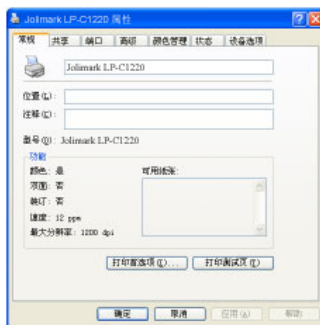 Jolimark LP-C1220 属性
常规 共享 端口 高级 颜色管理 状态 设备选项
Jolimark LP-C1220
位置(L):
注释(C):
型号(O): Jolimark LP-C1220
功能
颜色: 是 可用纸张:
双面: 否
装订: 否
速度: 12 ppm
最大分辨率: 1200 dpi
打印首选项(I)... 打印测试页(T)
确定 取消 应用(A) 帮助